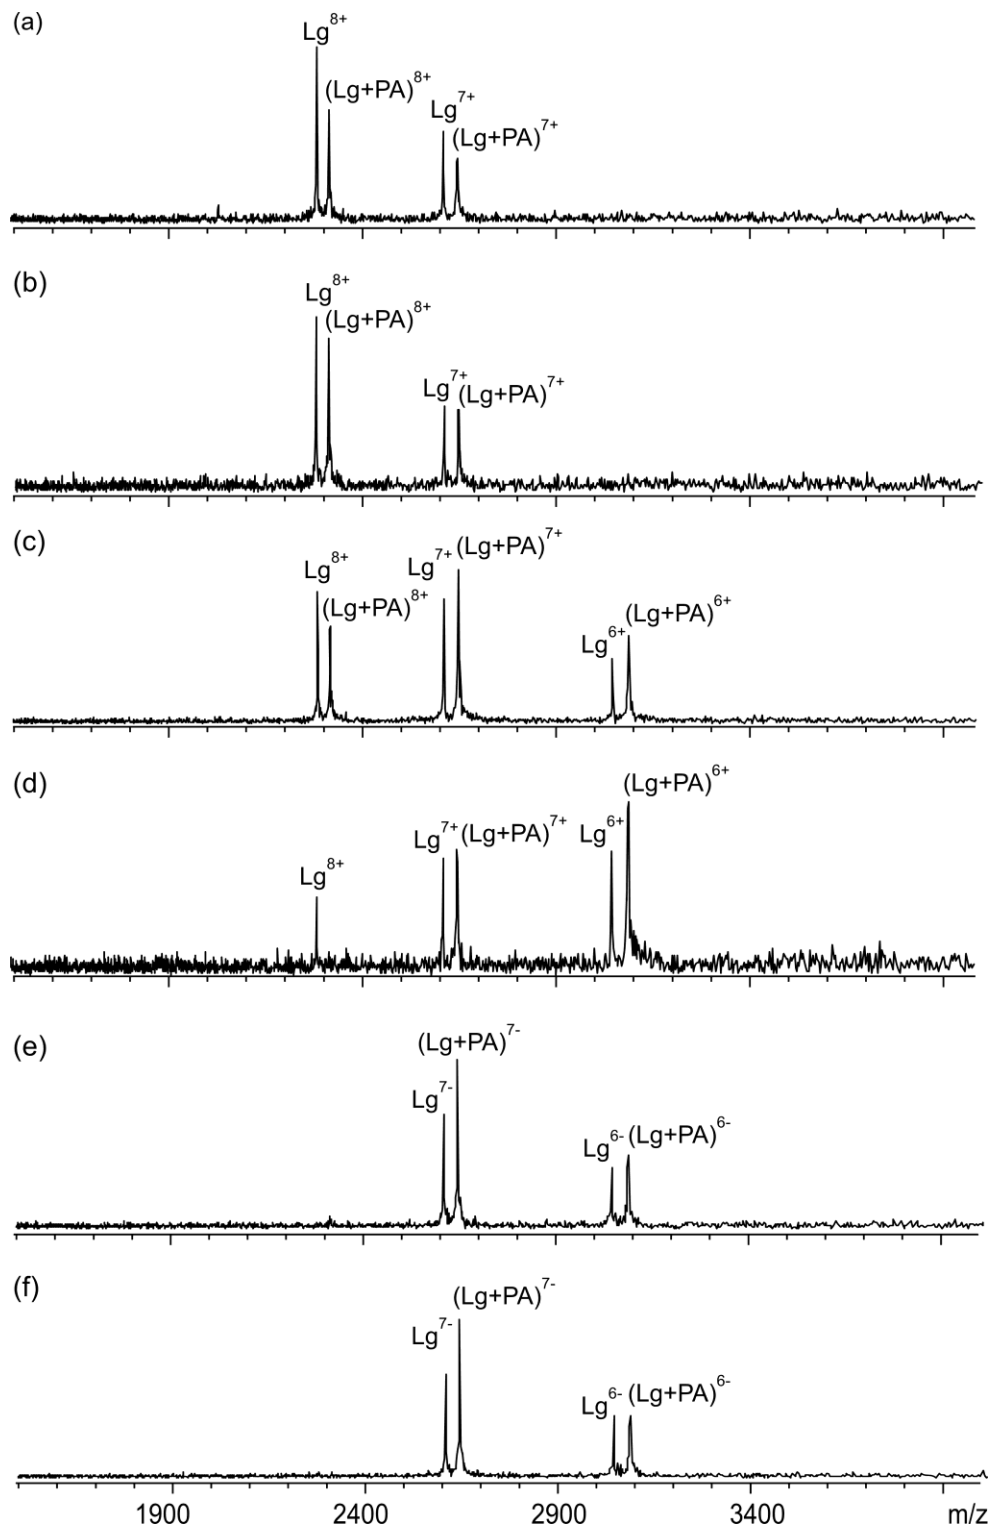 (a)
Lg⁸⁺
(Lg+PA)⁸⁺
Lg⁷⁺
(Lg+PA)⁷⁺
(b)
Lg⁸⁺
(Lg+PA)⁸⁺
Lg⁷⁺ (Lg+PA)⁷⁺
(c)
Lg⁸⁺
(Lg+PA)⁸⁺
Lg⁷⁺ (Lg+PA)⁷⁺
Lg⁶⁺
(Lg+PA)⁶⁺
(d)
Lg⁸⁺
Lg⁷⁺ (Lg+PA)⁷⁺
Lg⁶⁺
(Lg+PA)⁶⁺
(e)
(Lg+PA)⁷⁻
Lg⁷⁻
Lg⁶⁻ (Lg+PA)⁶⁻
(f)
(Lg+PA)⁷⁻
Lg⁷⁻
Lg⁶⁻ (Lg+PA)⁶⁻
1900 2400 2900 3400 m/z